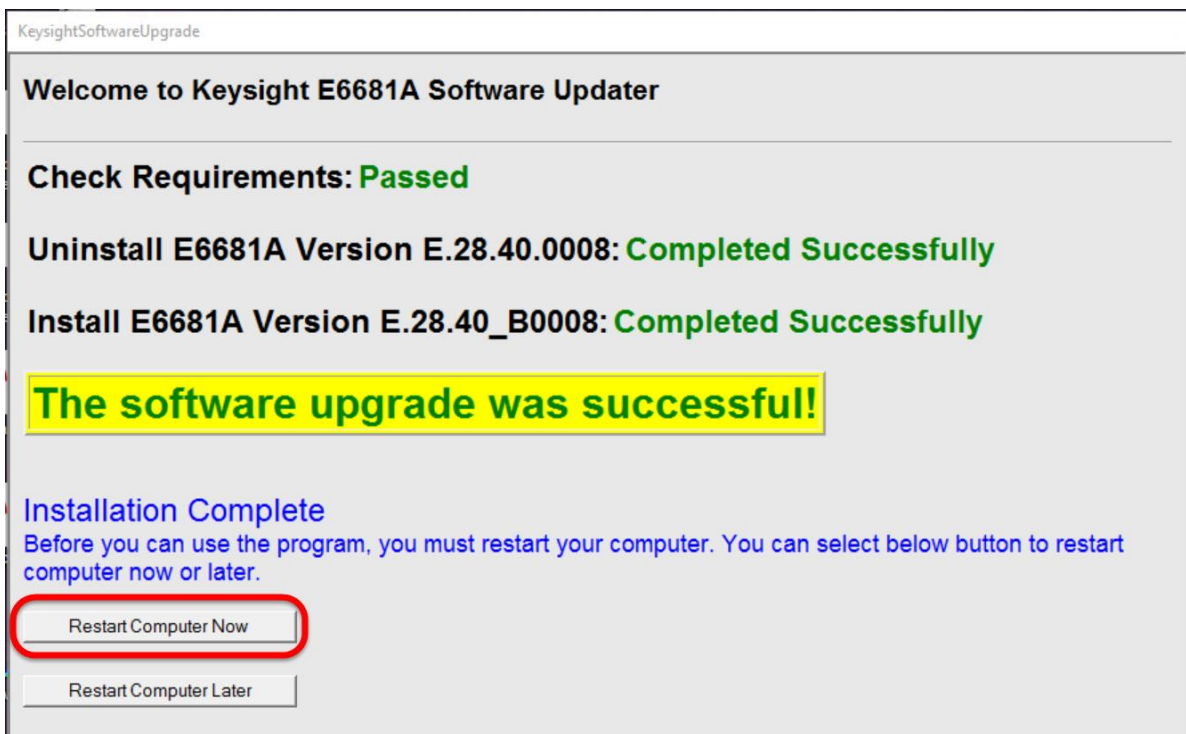 KeysightSoftwareUpgrade
Welcome to Keysight E6681A Software Updater
Check Requirements: Passed
Uninstall E6681A Version E.28.40.0008: Completed Successfully
Install E6681A Version E.28.40_B0008: Completed Successfully
The software upgrade was successful!
Installation Complete
Before you can use the program, you must restart your computer. You can select below button to restart
computer now or later.
Restart Computer Now
Restart Computer Later